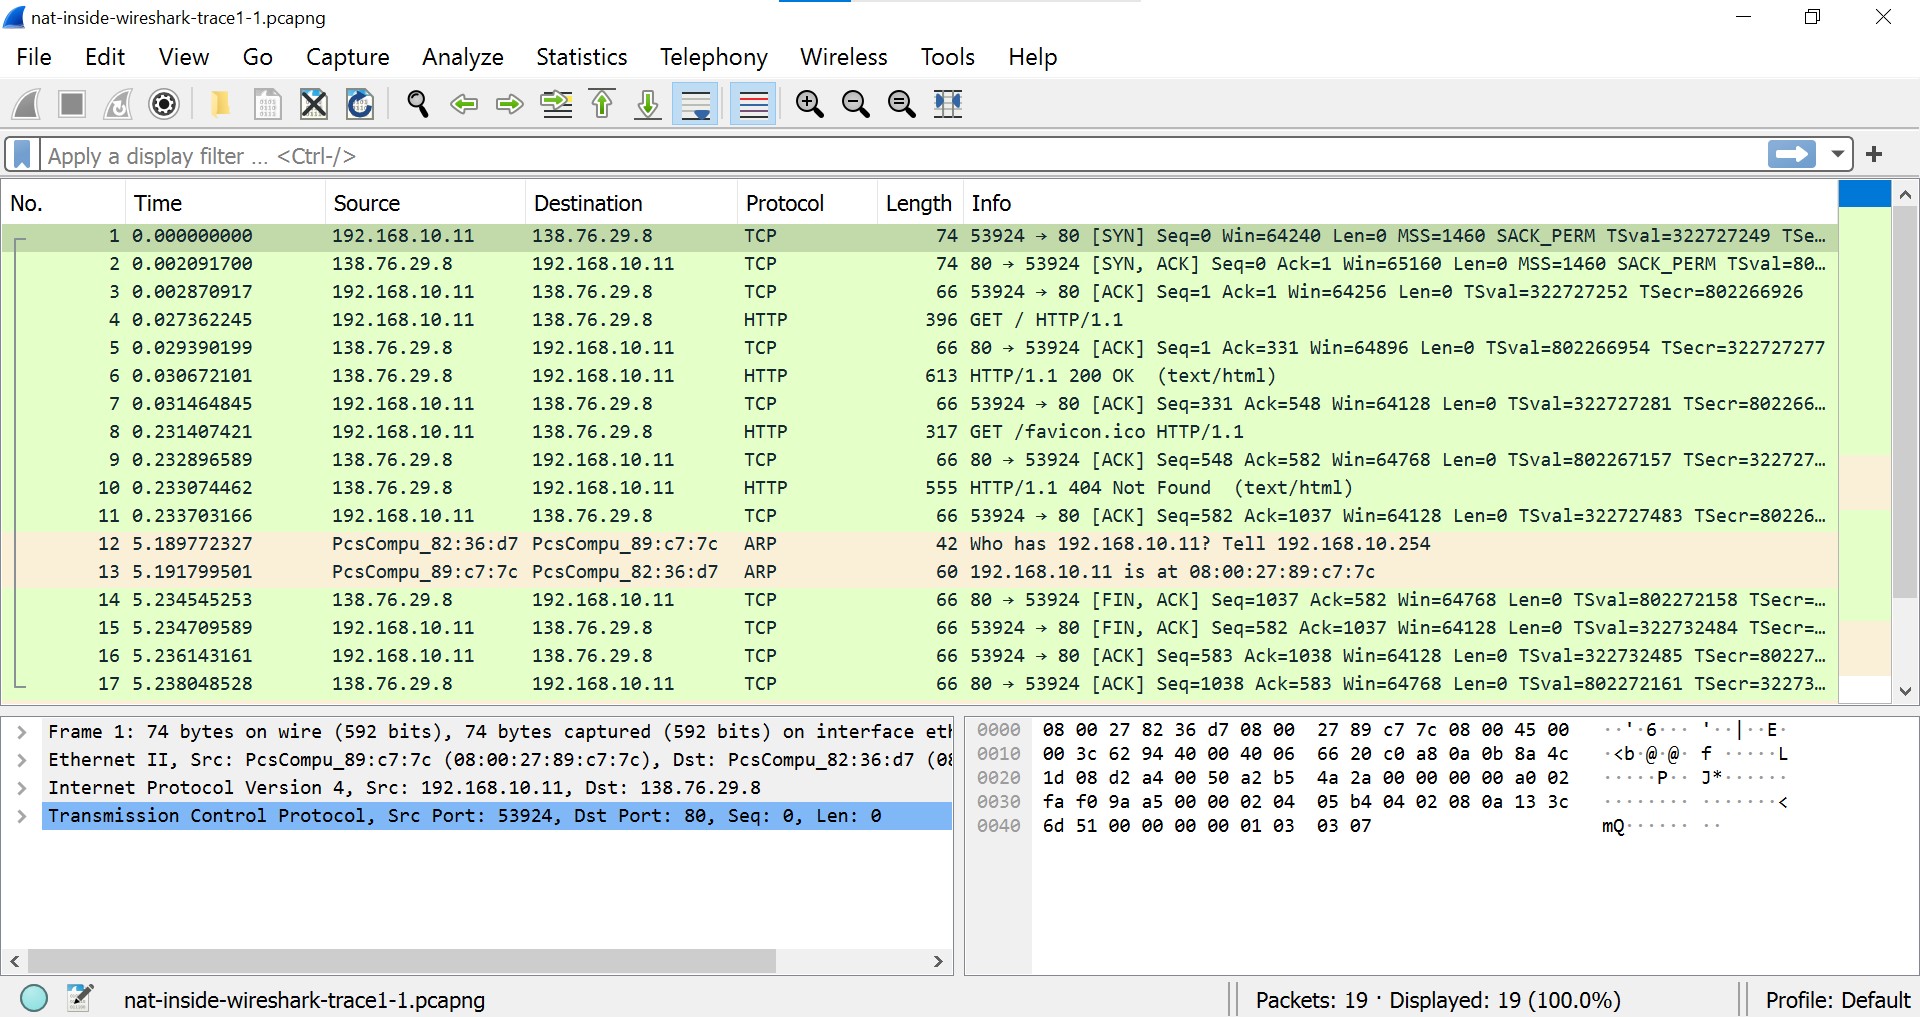 nat-inside-wireshark-trace1-1.pcapng
File Edit View Go Capture Analyze Statistics Telephony Wireless Tools Help
Apply a display filter ... <Ctrl-/>
No. Time Source Destination Protocol Length Info
1 0.000000000 192.168.10.11 138.76.29.8 TCP 74 53924 → 80 [SYN] Seq=0 Win=64240 Len=0 MSS=1460 SACK_PERM TSval=322727249 TSe…
2 0.002091700 138.76.29.8 192.168.10.11 TCP 74 80 → 53924 [SYN, ACK] Seq=0 Ack=1 Win=65160 Len=0 MSS=1460 SACK_PERM TSval=80…
3 0.002870917 192.168.10.11 138.76.29.8 TCP 66 53924 → 80 [ACK] Seq=1 Ack=1 Win=64256 Len=0 TSval=322727252 TSecr=802266926
4 0.027362245 192.168.10.11 138.76.29.8 HTTP 396 GET / HTTP/1.1
5 0.029390199 138.76.29.8 192.168.10.11 TCP 66 80 → 53924 [ACK] Seq=1 Ack=331 Win=64896 Len=0 TSval=802266954 TSecr=322727277
6 0.030672101 138.76.29.8 192.168.10.11 HTTP 613 HTTP/1.1 200 OK (text/html)
7 0.031464845 192.168.10.11 138.76.29.8 TCP 66 53924 → 80 [ACK] Seq=331 Ack=548 Win=64128 Len=0 TSval=322727281 TSecr=802266…
8 0.231407421 192.168.10.11 138.76.29.8 HTTP 317 GET /favicon.ico HTTP/1.1
9 0.232896589 138.76.29.8 192.168.10.11 TCP 66 80 → 53924 [ACK] Seq=548 Ack=582 Win=64768 Len=0 TSval=802267157 TSecr=322727…
10 0.233074462 138.76.29.8 192.168.10.11 HTTP 555 HTTP/1.1 404 Not Found (text/html)
11 0.233703166 192.168.10.11 138.76.29.8 TCP 66 53924 → 80 [ACK] Seq=582 Ack=1037 Win=64128 Len=0 TSval=322727483 TSecr=80226…
12 5.189772327 PcsCompu_82:36:d7 PcsCompu_89:c7:7c ARP 42 Who has 192.168.10.11? Tell 192.168.10.254
13 5.191799501 PcsCompu_89:c7:7c PcsCompu_82:36:d7 ARP 60 192.168.10.11 is at 08:00:27:89:c7:7c
14 5.234545253 138.76.29.8 192.168.10.11 TCP 66 80 → 53924 [FIN, ACK] Seq=1037 Ack=582 Win=64768 Len=0 TSval=802272158 TSecr=…
15 5.234709589 192.168.10.11 138.76.29.8 TCP 66 53924 → 80 [FIN, ACK] Seq=582 Ack=1037 Win=64128 Len=0 TSval=322732484 TSecr=…
16 5.236143161 192.168.10.11 138.76.29.8 TCP 66 53924 → 80 [ACK] Seq=583 Ack=1038 Win=64128 Len=0 TSval=322732485 TSecr=80227…
17 5.238048528 138.76.29.8 192.168.10.11 TCP 66 80 → 53924 [ACK] Seq=1038 Ack=583 Win=64768 Len=0 TSval=802272161 TSecr=32273…
Frame 1: 74 bytes on wire (592 bits), 74 bytes captured (592 bits) on interface eth
Ethernet II, Src: PcsCompu_89:c7:7c (08:00:27:89:c7:7c), Dst: PcsCompu_82:36:d7 (08
Internet Protocol Version 4, Src: 192.168.10.11, Dst: 138.76.29.8
Transmission Control Protocol, Src Port: 53924, Dst Port: 80, Seq: 0, Len: 0
0000 08 00 27 82 36 d7 08 00 27 89 c7 7c 08 00 45 00 ··'·6··· '··|··E·
0010 00 3c 62 94 40 00 40 06 66 20 c0 a8 0a 0b 8a 4c ·<b·@·@· f ·····L
0020 1d 08 d2 a4 00 50 a2 b5 4a 2a 00 00 00 00 a0 02 ·····P·· J*······
0030 fa f0 9a a5 00 00 02 04 05 b4 04 02 08 0a 13 3c ········ ·······<
0040 6d 51 00 00 00 00 01 03 03 07 mQ······ ··
nat-inside-wireshark-trace1-1.pcapng Packets: 19 · Displayed: 19 (100.0%) Profile: Default